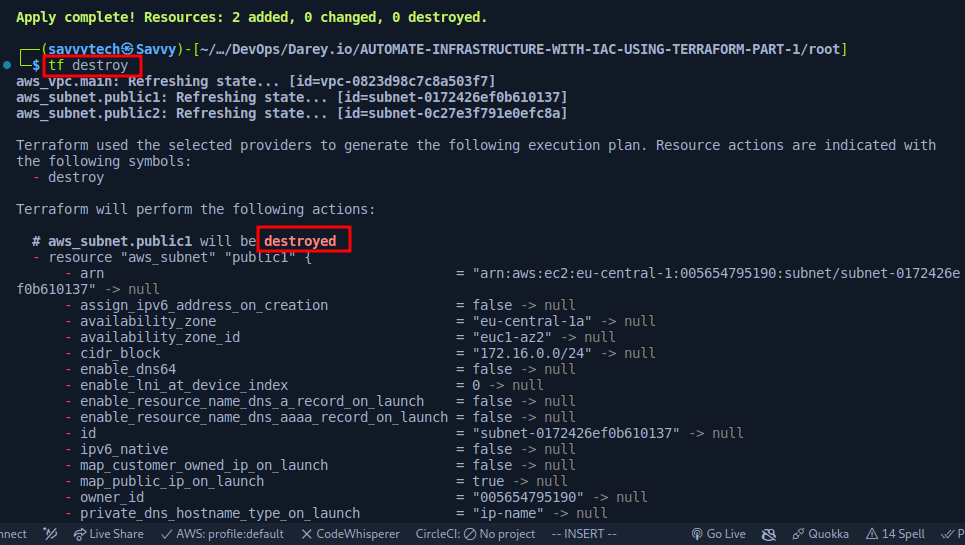 Apply complete! Resources: 2 added, 0 changed, 0 destroyed.
(savvytech㉿Savvy)-[~/…/DevOps/Darey.io/AUTOMATE-INFRASTRUCTURE-WITH-IAC-USING-TERRAFORM-PART-1/root]
$ tf destroy
aws_vpc.main: Refreshing state... [id=vpc-0823d98c7c8a503f7]
aws_subnet.public1: Refreshing state... [id=subnet-0172426ef0b610137]
aws_subnet.public2: Refreshing state... [id=subnet-0c27e3f791e0efc8a]
Terraform used the selected providers to generate the following execution plan. Resource actions are indicated with
the following symbols:
- destroy
Terraform will perform the following actions:
# aws_subnet.public1 will be destroyed
- resource "aws_subnet" "public1" {
- arn = "arn:aws:ec2:eu-central-1:005654795190:subnet/subnet-0172426e
f0b610137" -> null
- assign_ipv6_address_on_creation = false -> null
- availability_zone = "eu-central-1a" -> null
- availability_zone_id = "euc1-az2" -> null
- cidr_block = "172.16.0.0/24" -> null
- enable_dns64 = false -> null
- enable_lni_at_device_index = 0 -> null
- enable_resource_name_dns_a_record_on_launch = false -> null
- enable_resource_name_dns_aaaa_record_on_launch = false -> null
- id = "subnet-0172426ef0b610137" -> null
- ipv6_native = false -> null
- map_customer_owned_ip_on_launch = false -> null
- map_public_ip_on_launch = true -> null
- owner_id = "005654795190" -> null
- private_dns_hostname_type_on_launch = "ip-name" -> null
nnect Live Share AWS: profile:default CodeWhisperer CircleCI: No project -- INSERT -- Go Live Quokka 14 Spell P